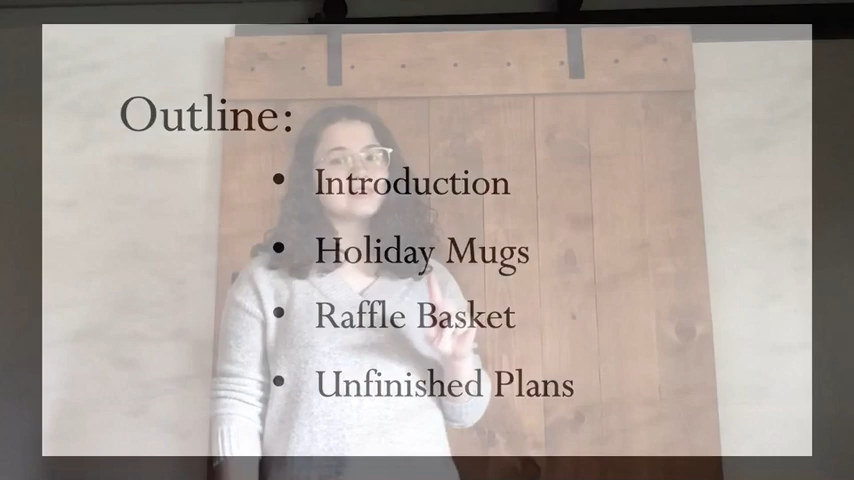 Outline:
• Introduction
• Holiday Mugs
• Raffle Basket
• Unfinished Plans